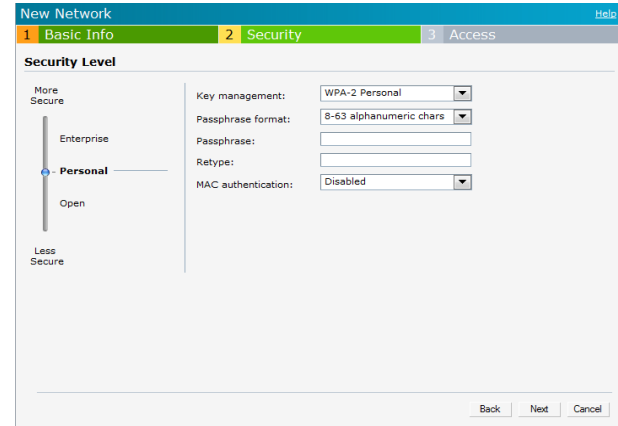 New Network Help
1 Basic Info 2 Security 3 Access
Security Level
More
Secure
Enterprise
Personal
Open
Less
Secure
Key management: WPA-2 Personal
Passphrase format: 8-63 alphanumeric chars
Passphrase:
Retype:
MAC authentication: Disabled
Back Next Cancel